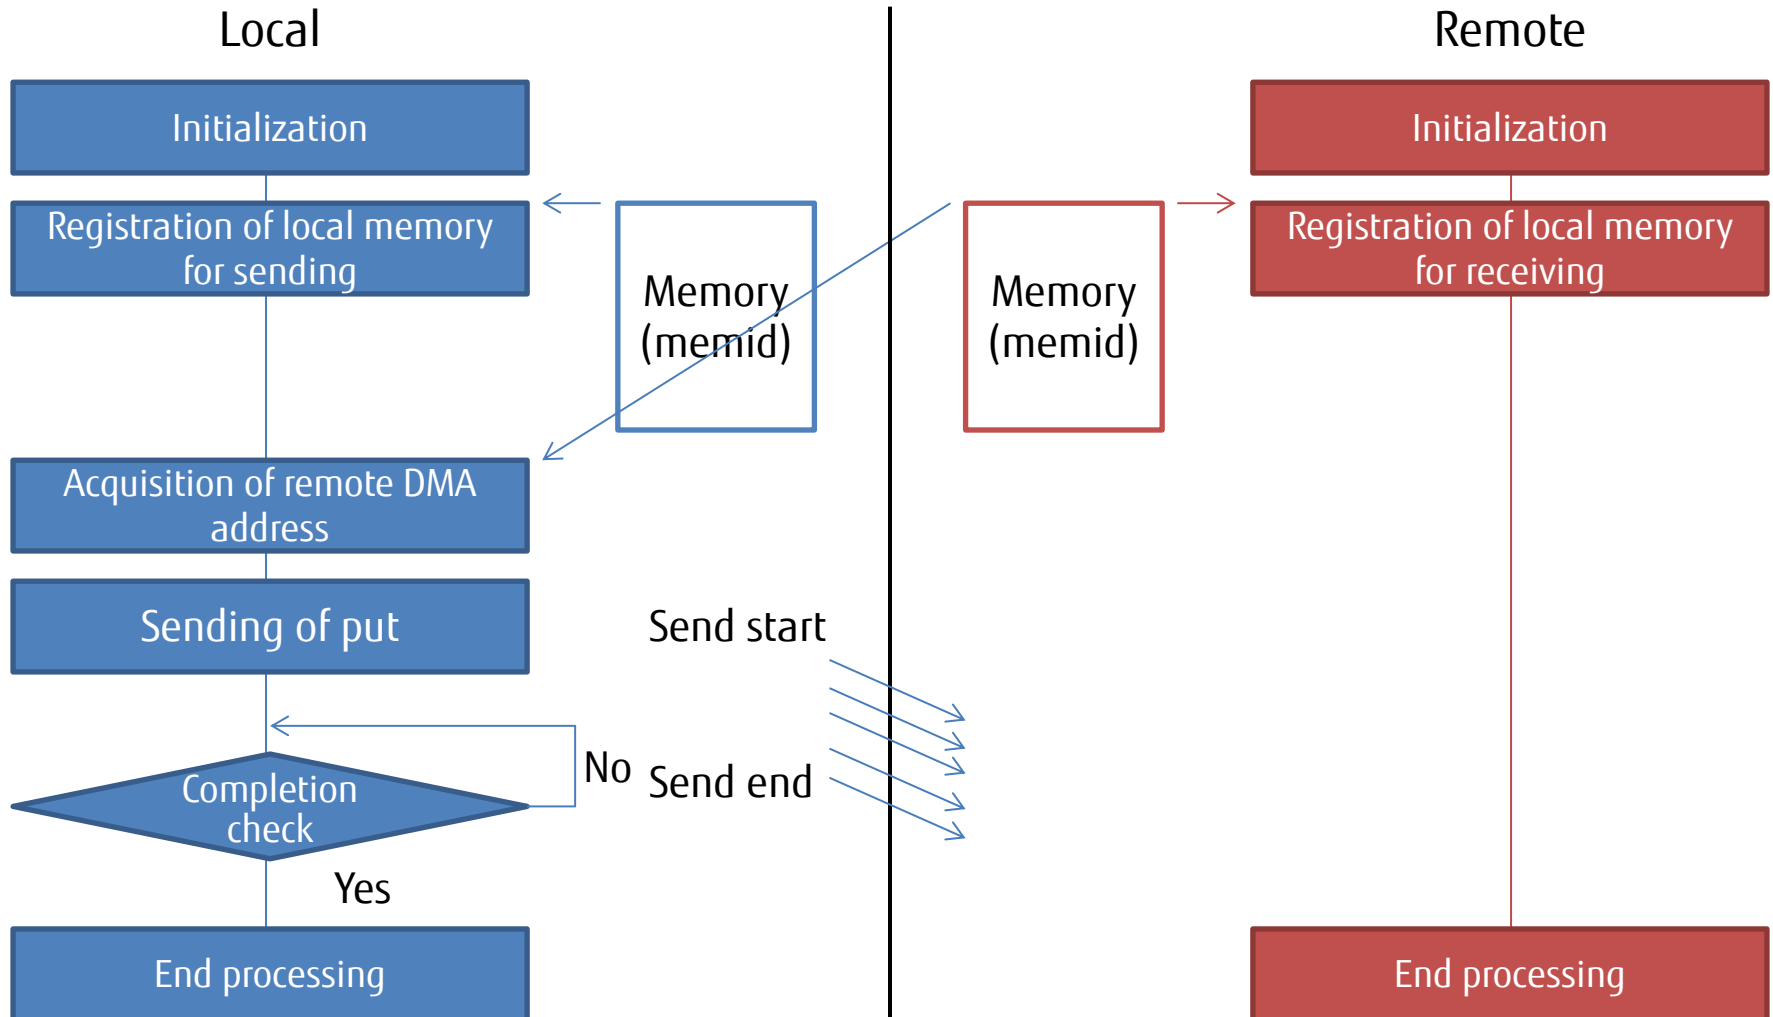 Local
Remote
Initialization
Initialization
Registration of local memory
for sending
Memory
(memid)
Memory
(memid)
Registration of local memory
for receiving
Acquisition of remote DMA
address
Sending of put
Send start
No
Send end
Completion
check
Yes
End processing
End processing